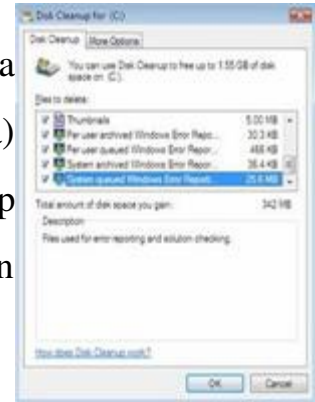 Disk Cleanup for (C:)
Disk Cleanup More Options
You can use Disk Cleanup to free up to 1.55 GB of disk
space on (C:).
Files to delete:
Thumbnails 5.00 MB
Per user archived Windows Error Repo... 30.3 KB
Per user queued Windows Error Repor... 466 KB
System archived Windows Error Repor... 36.4 KB
System queued Windows Error Report... 25.6 MB
Total amount of disk space you gain: 342 MB
Description
Files used for error reporting and solution checking.
How does Disk Cleanup work?
OK Cancel
a
)
p
n